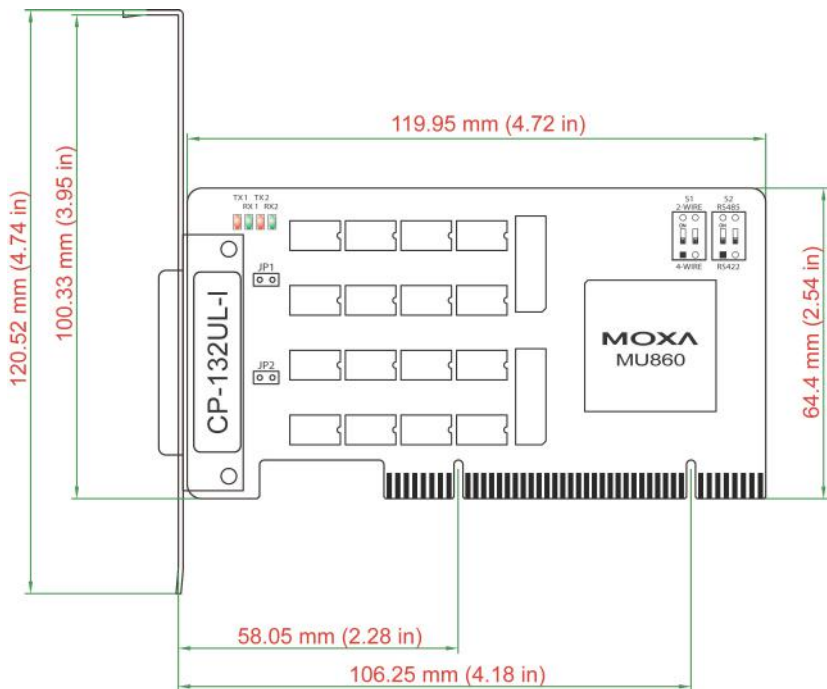 119.95 mm (4.72 in)
120.52 mm (4.74 in)
100.33 mm (3.95 in)
TX1 TX2
RX1 RX2
S1 S2
2-WIRE RS485
ON ON
4-WIRE RS422
JP1
JP2
CP-132UL-I
MOXA
MU860
64.4 mm (2.54 in)
58.05 mm (2.28 in)
106.25 mm (4.18 in)